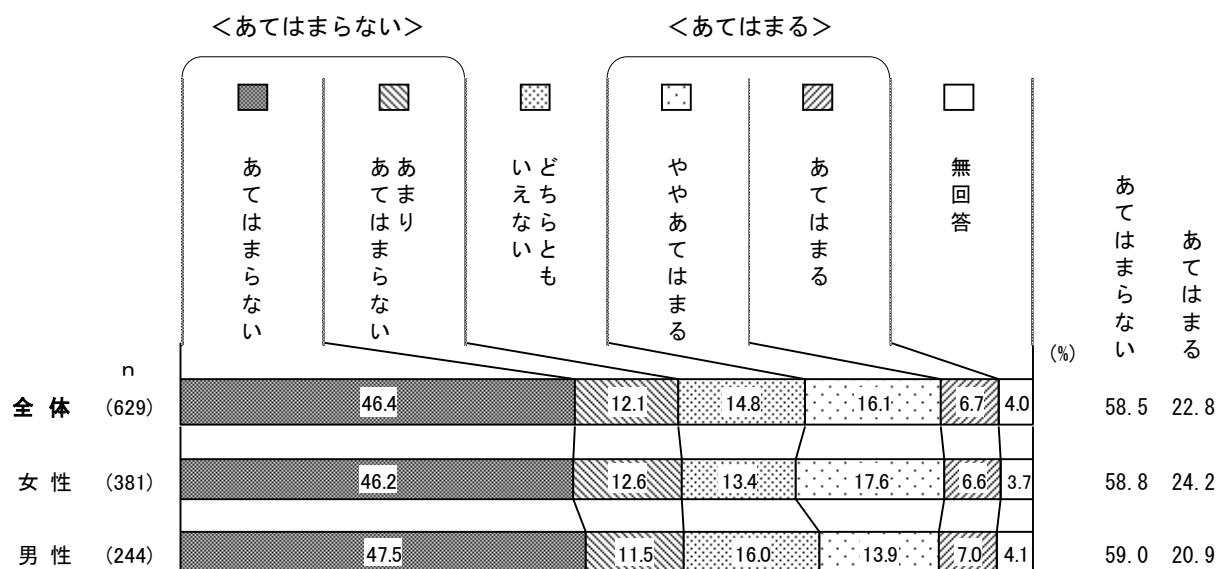 ＜あてはまらない＞ ＜あてはまる＞
あてはまらない
あまり
あてはまらない
どちらとも
いえない
ややあてはまる
あてはまる
無回答
あてはまらない
あてはまる
(%)
n
全体 (629) 46.4 12.1 14.8 16.1 6.7 4.0 58.5 22.8
女性 (381) 46.2 12.6 13.4 17.6 6.6 3.7 58.8 24.2
男性 (244) 47.5 11.5 16.0 13.9 7.0 4.1 59.0 20.9